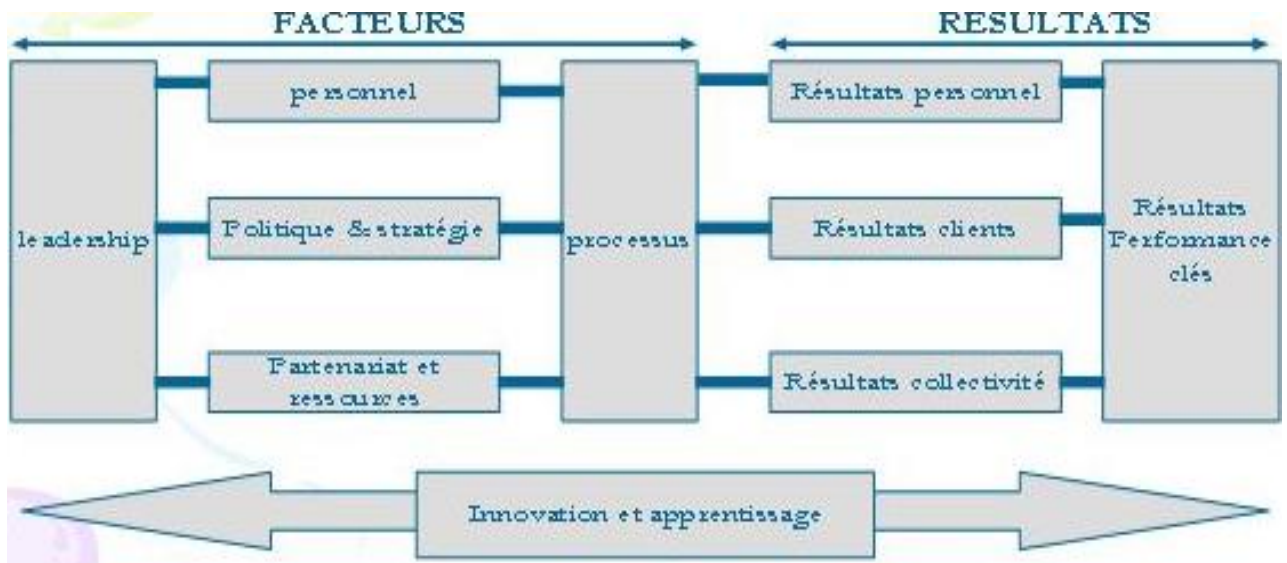 FACTEURS
RESULTATS
leadership
personnel
Politique & stratégie
Partenariat et
ressources
processus
Résultats personnel
Résultats clients
Résultats collectivité
Résultats
Performance
clés
Innovation et apprentissage